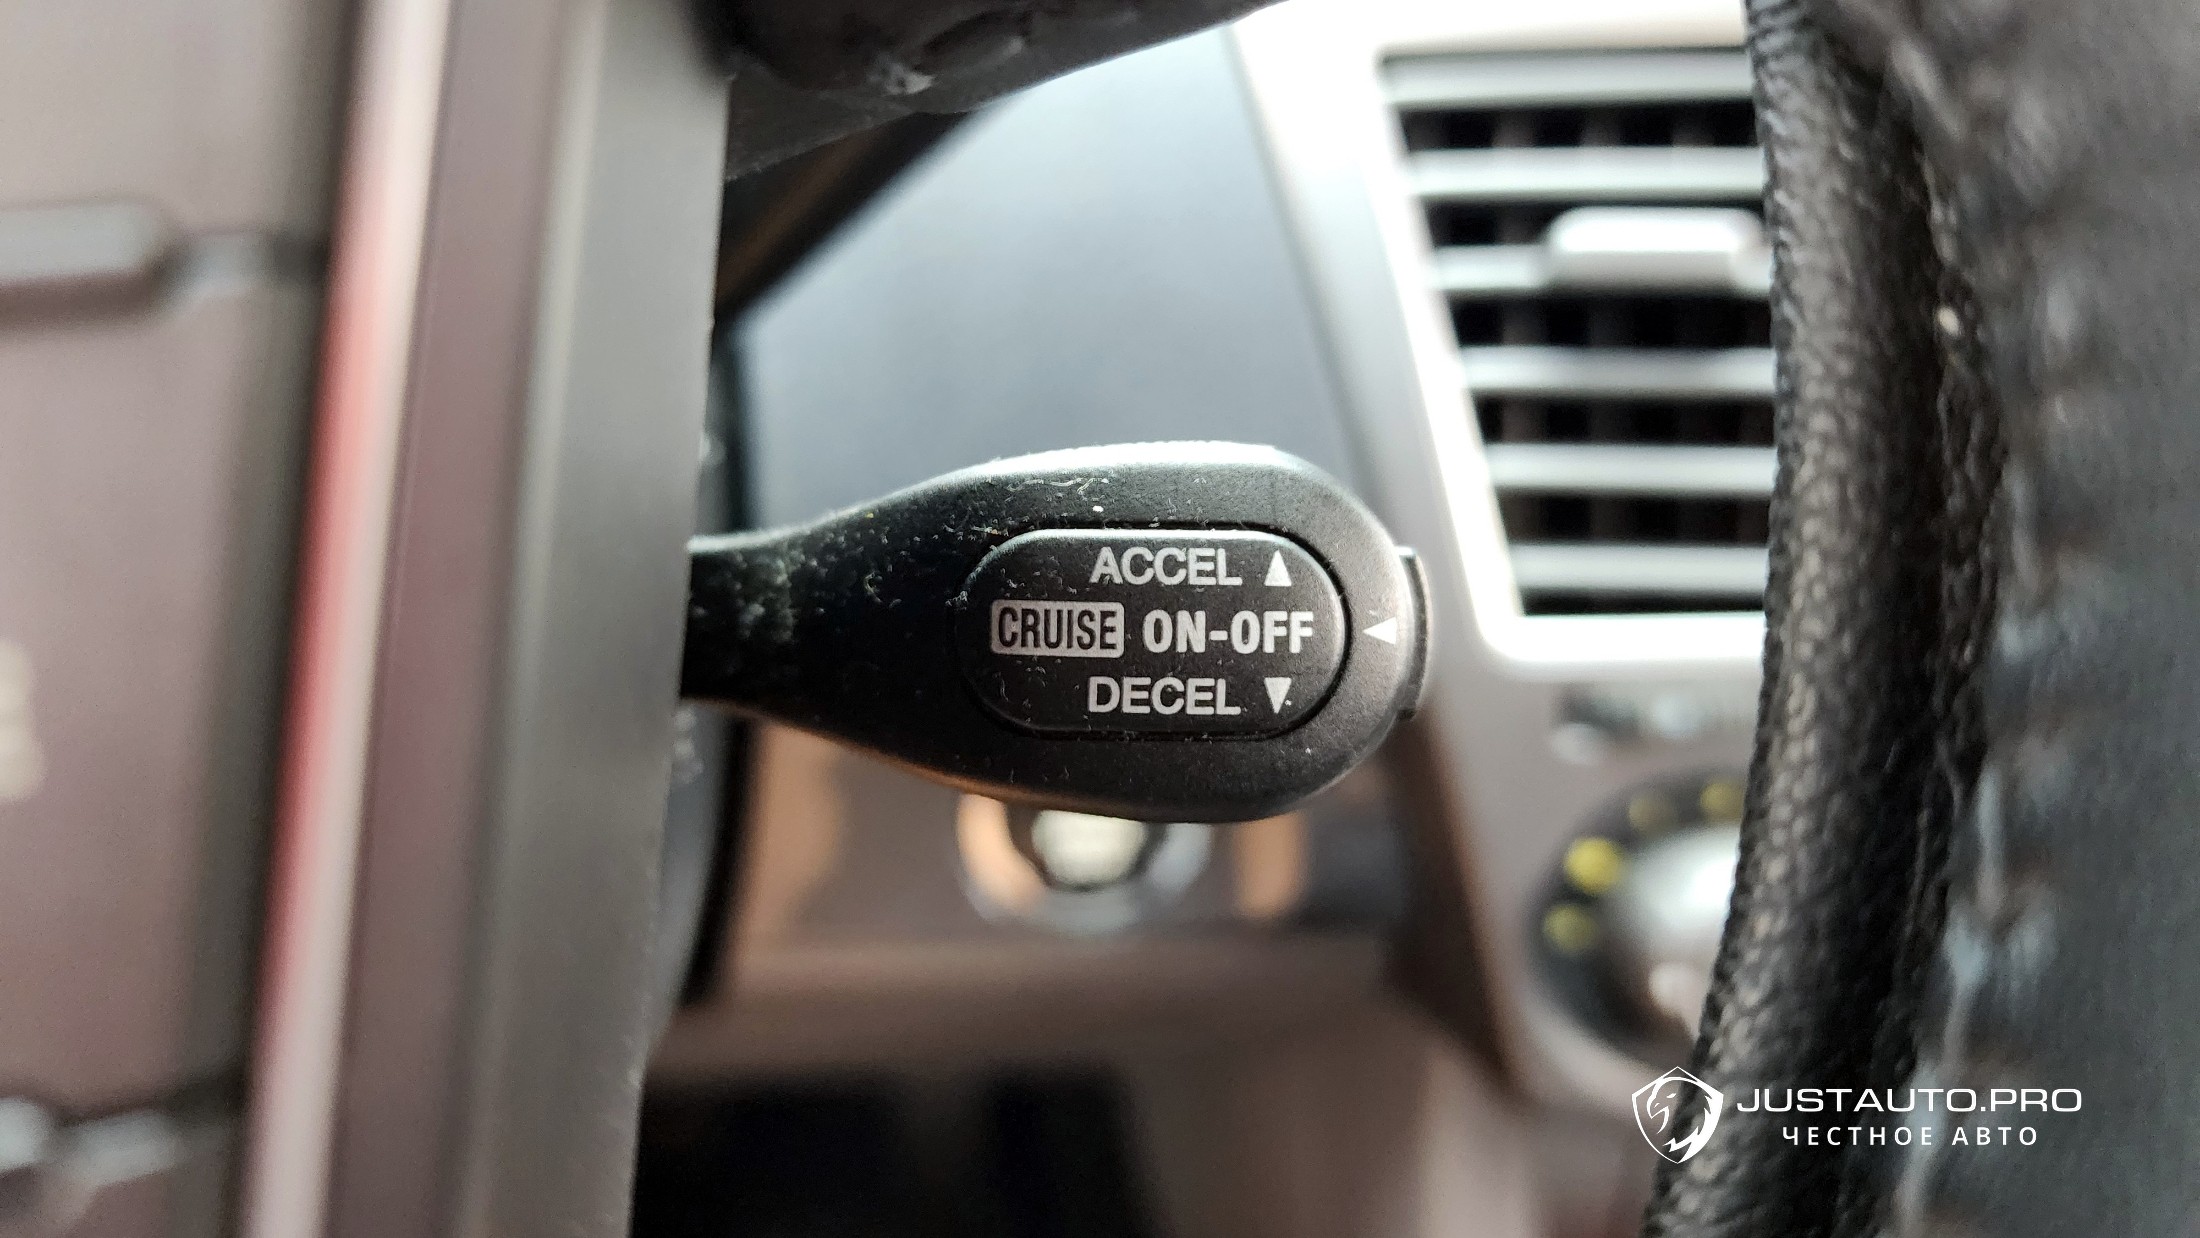 ACCEL ▲
CRUISE ON-OFF ◀
DECEL ▼
JUSTAUTO.PRO
ЧЕСТНОЕ АВТО